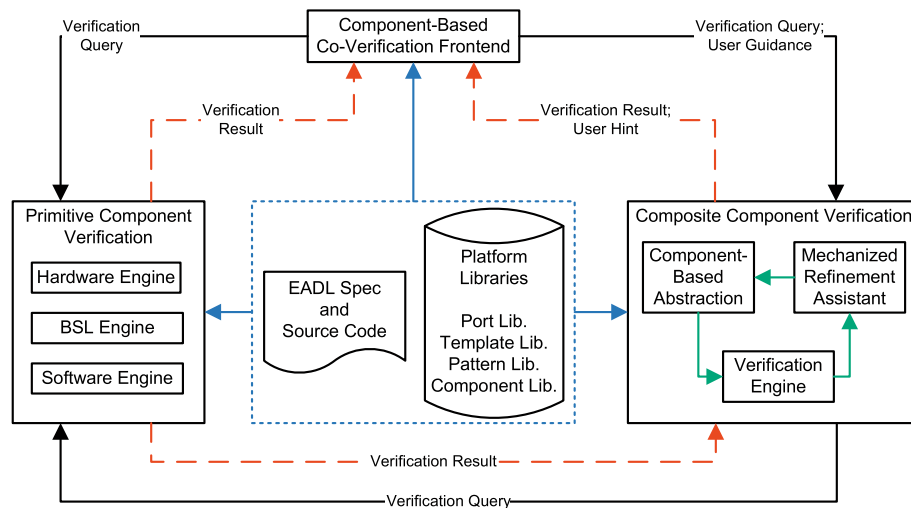 Component-Based
Co-Verification Frontend
Verification
Query
Verification Query;
User Guidance
Verification
Result
Verification Result;
User Hint
Primitive Component
Verification
Hardware Engine
BSL Engine
Software Engine
EADL Spec
and
Source Code
Platform
Libraries
Port Lib.
Template Lib.
Pattern Lib.
Component Lib.
Composite Component Verification
Component-
Based
Abstraction
Mechanized
Refinement
Assistant
Verification
Engine
Verification Result
Verification Query